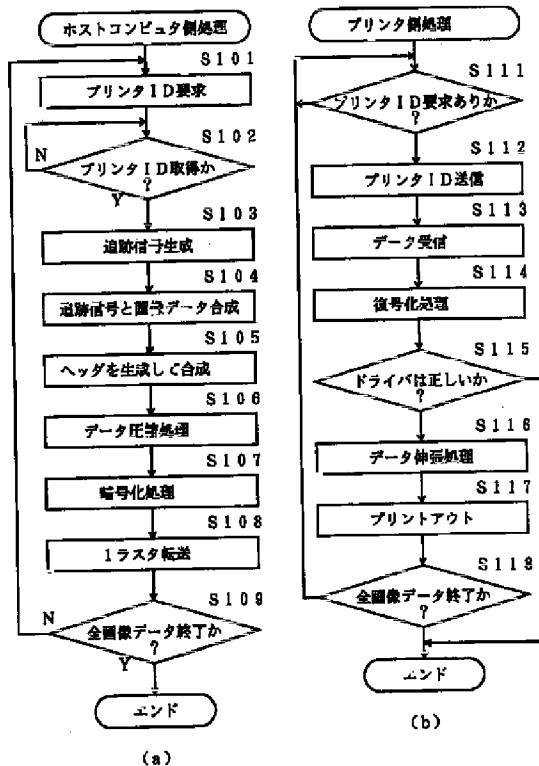 ホストコンピュタ側処理
S101
プリンタID要求
S102
N
プリンタID取得か
?
Y
S103
追跡信号生成
S104
追跡信号と画像データ合成
S105
ヘッダを生成して合成
S106
データ圧縮処理
S107
暗号化処理
S108
1ラスタ転送
S109
N
全画像データ終了か
?
Y
エンド
(a)
プリンタ側処理
S111
プリンタID要求ありか
?
S112
プリンタID送信
S113
データ受信
S114
復号化処理
S115
ドライバは正しいか
?
S116
データ伸張処理
S117
プリントアウト
S118
全画像データ終了か
?
エンド
(b)